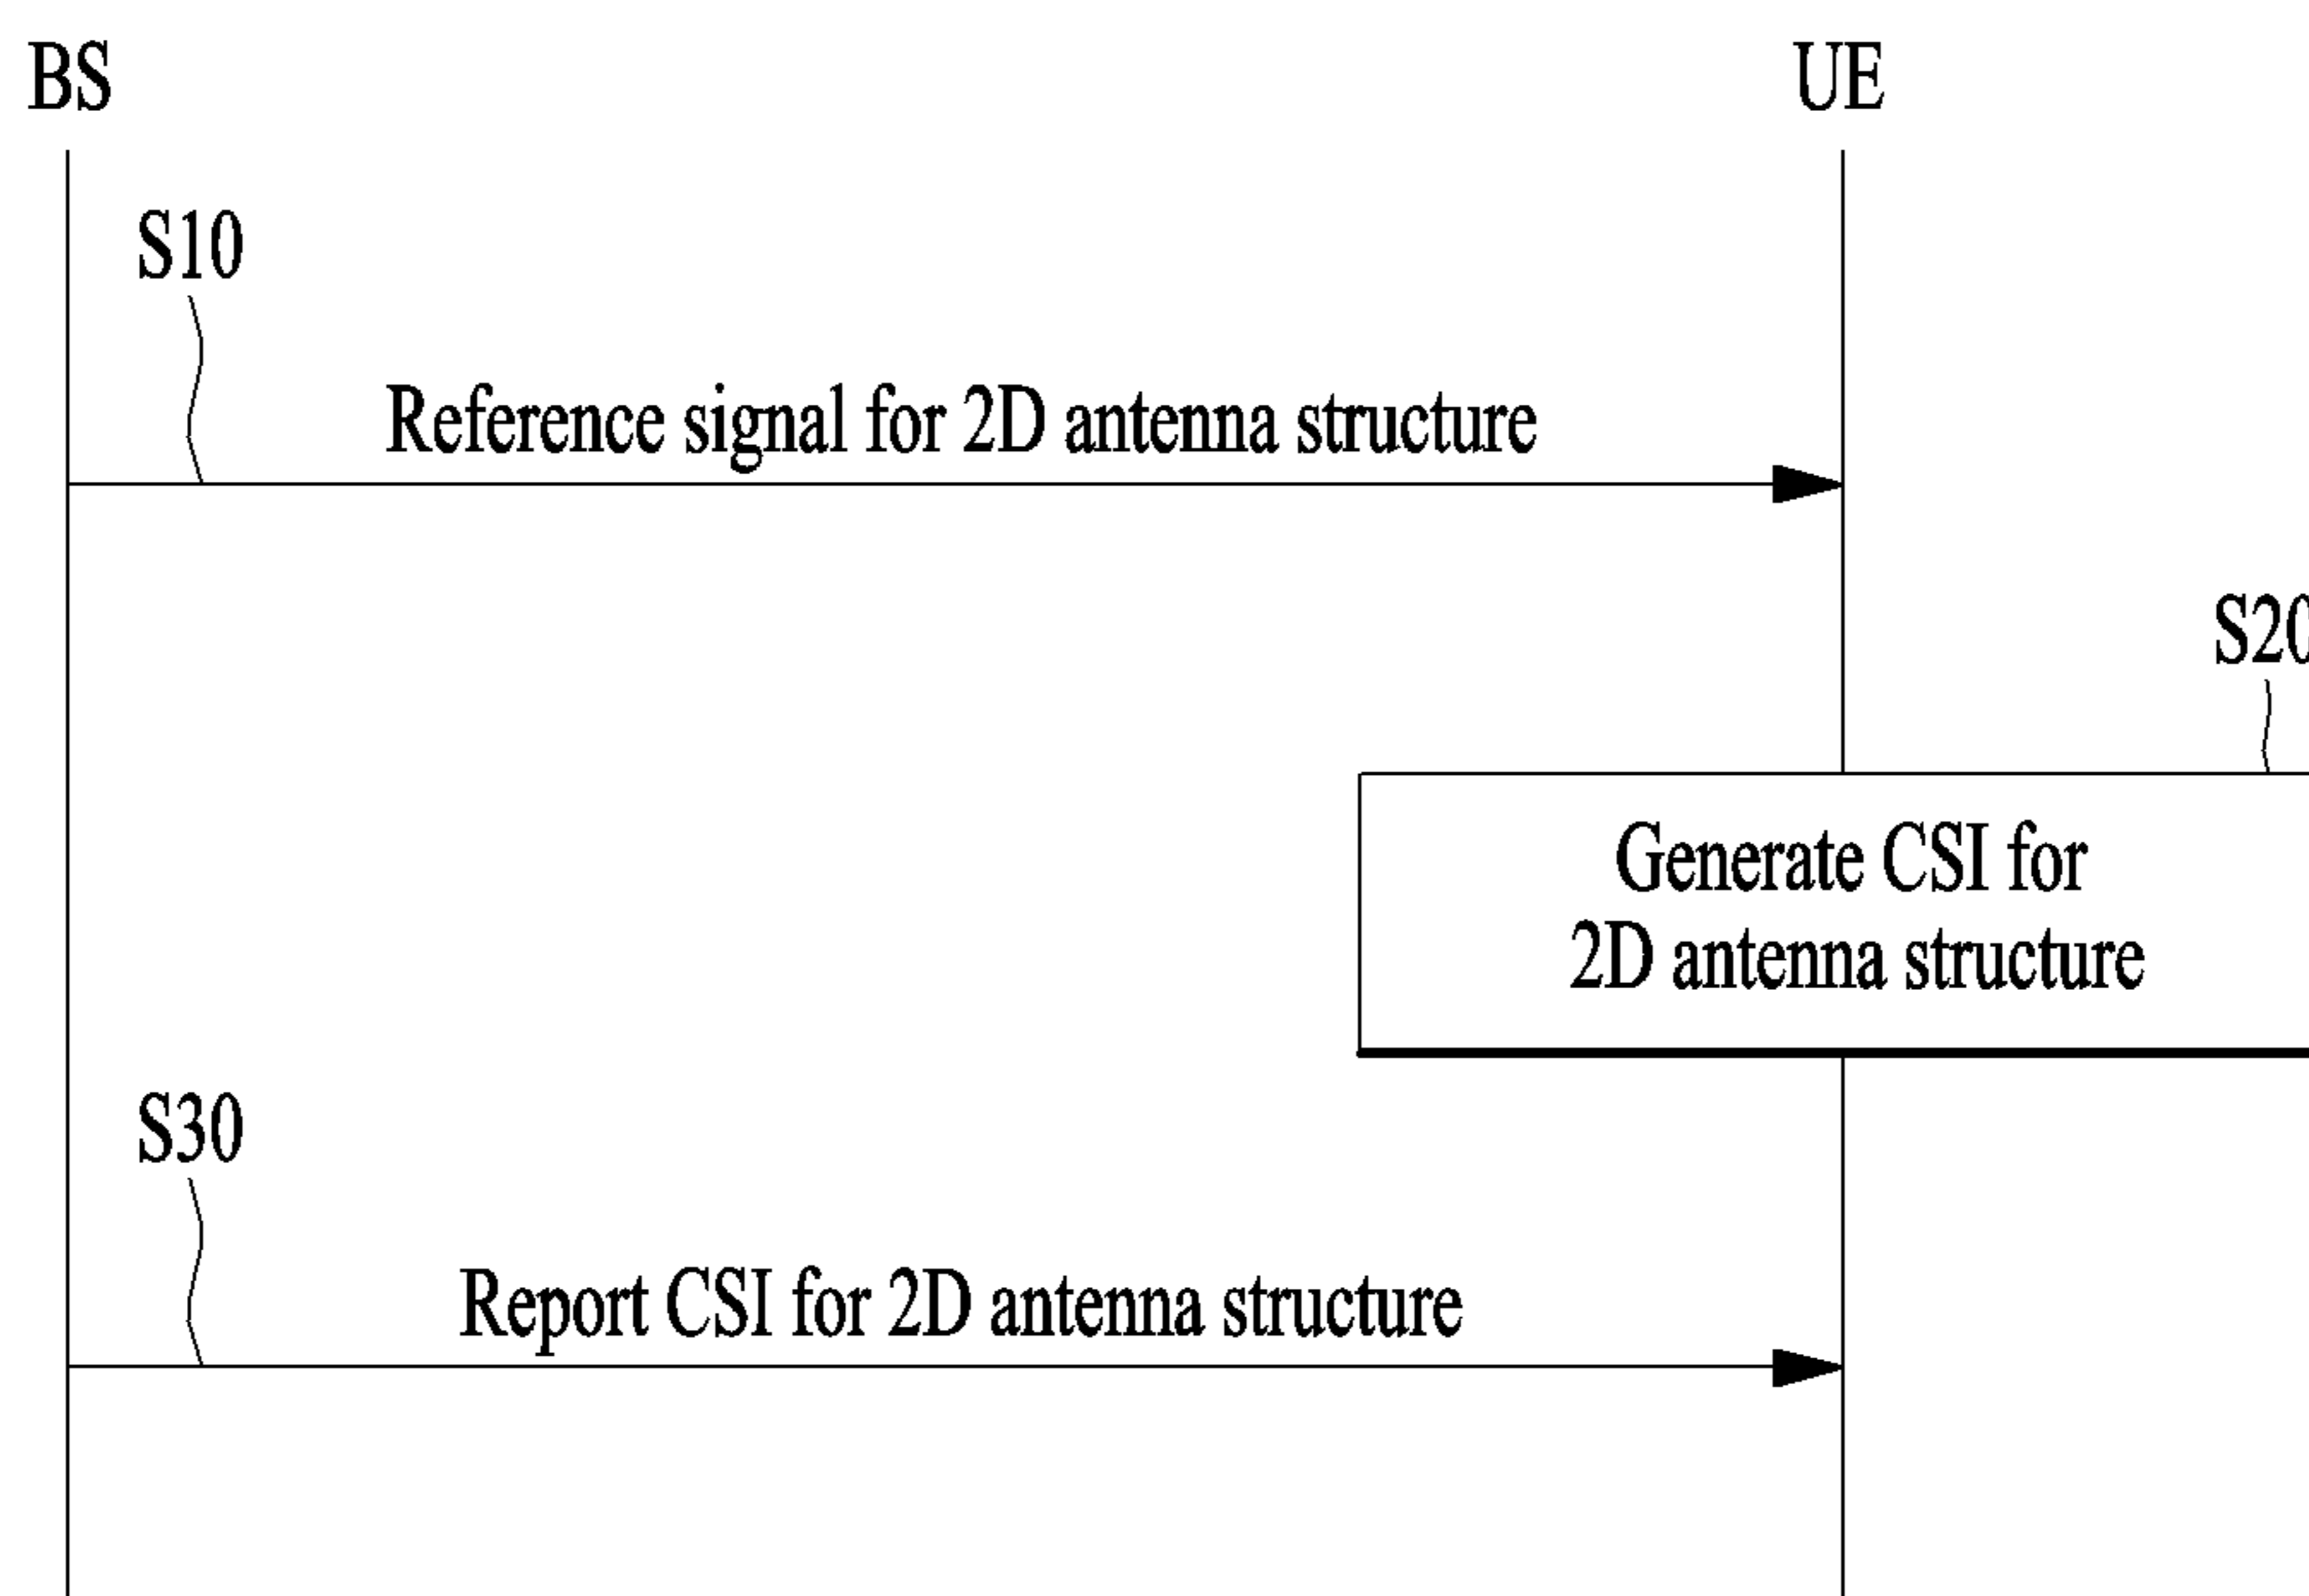 BS
UE
S10
Reference signal for 2D antenna structure
S20
Generate CSI for
2D antenna structure
S30
Report CSI for 2D antenna structure